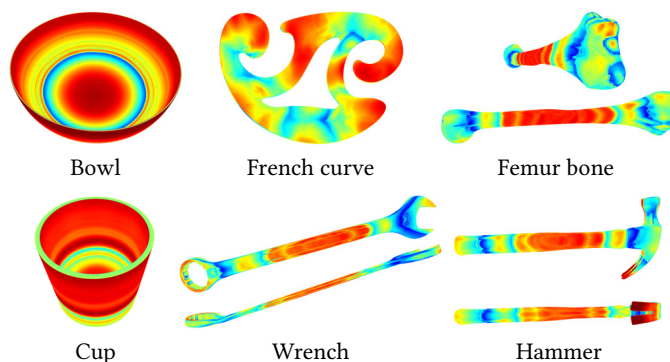 Bowl
French curve
Femur bone
Cup
Wrench
Hammer